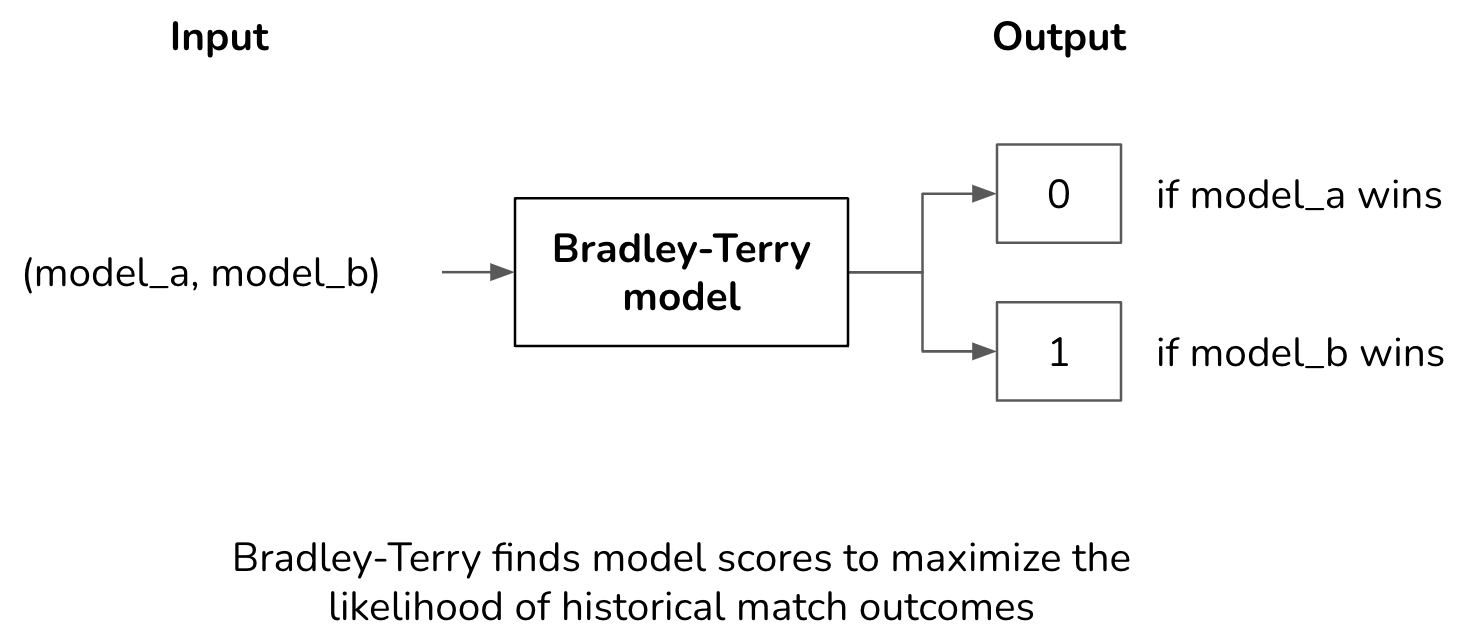 Input
Output
(model_a, model_b)
Bradley-Terry
model
0
if model_a wins
1
if model_b wins
Bradley-Terry finds model scores to maximize the
likelihood of historical match outcomes